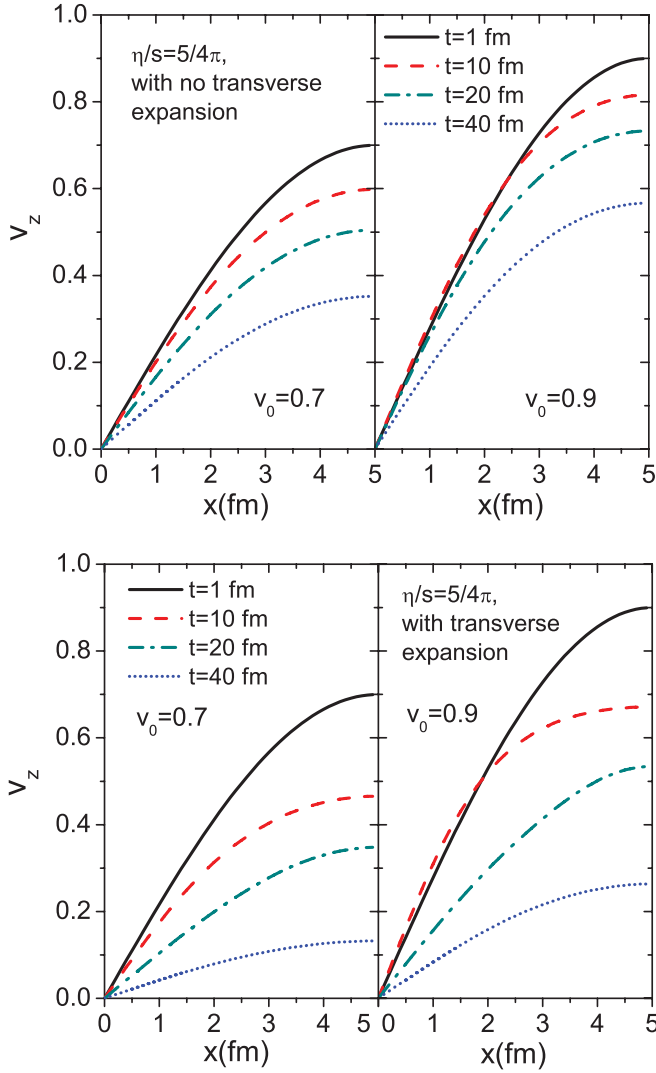 1.0
0.8
0.6
0.4
0.2
0.0
v_z
η/s=5/4π,
with no transverse
expansion
v_0=0.7
0 1 2 3 4 5
x(fm)
t=1 fm
t=10 fm
t=20 fm
t=40 fm
v_0=0.9
1 2 3 4 5
x(fm)
1.0
0.8
0.6
0.4
0.2
0.0
v_z
t=1 fm
t=10 fm
t=20 fm
t=40 fm
v_0=0.7
0 1 2 3 4 5
x(fm)
η/s=5/4π,
with transverse
expansion
v_0=0.9
0 1 2 3 4 5
x(fm)